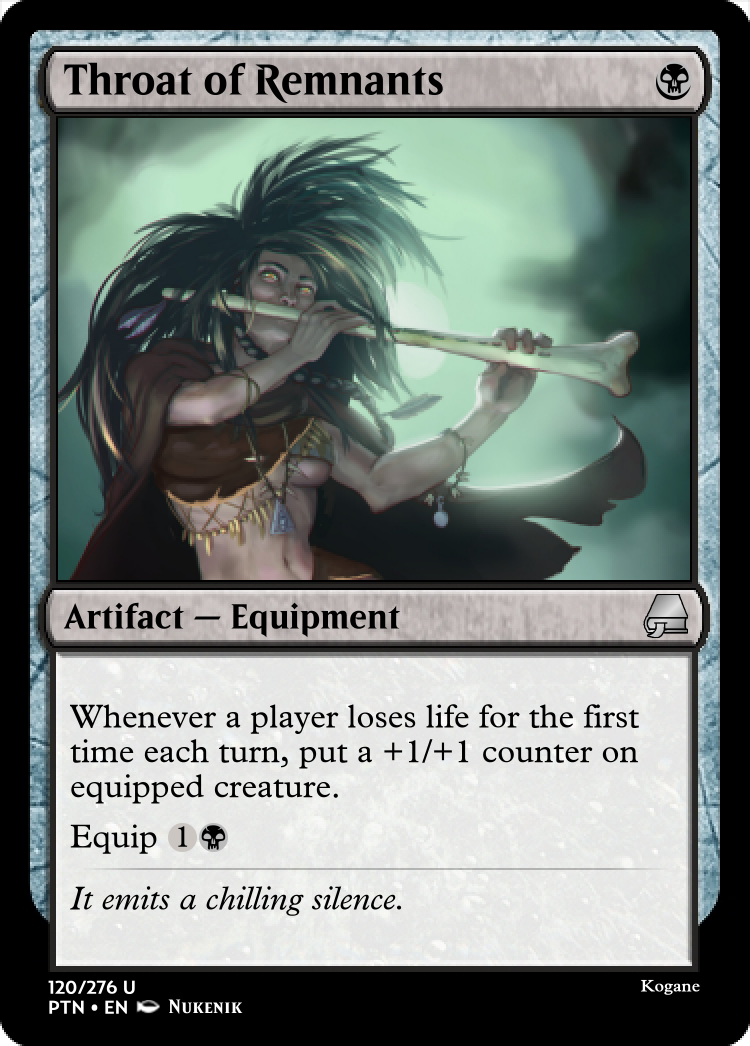 Throat of Remnants
Artifact — Equipment
Whenever a player loses life for the first
time each turn, put a +1/+1 counter on
equipped creature.
Equip 1
It emits a chilling silence.
120/276 U
Kogane
PTN • EN Nukenik